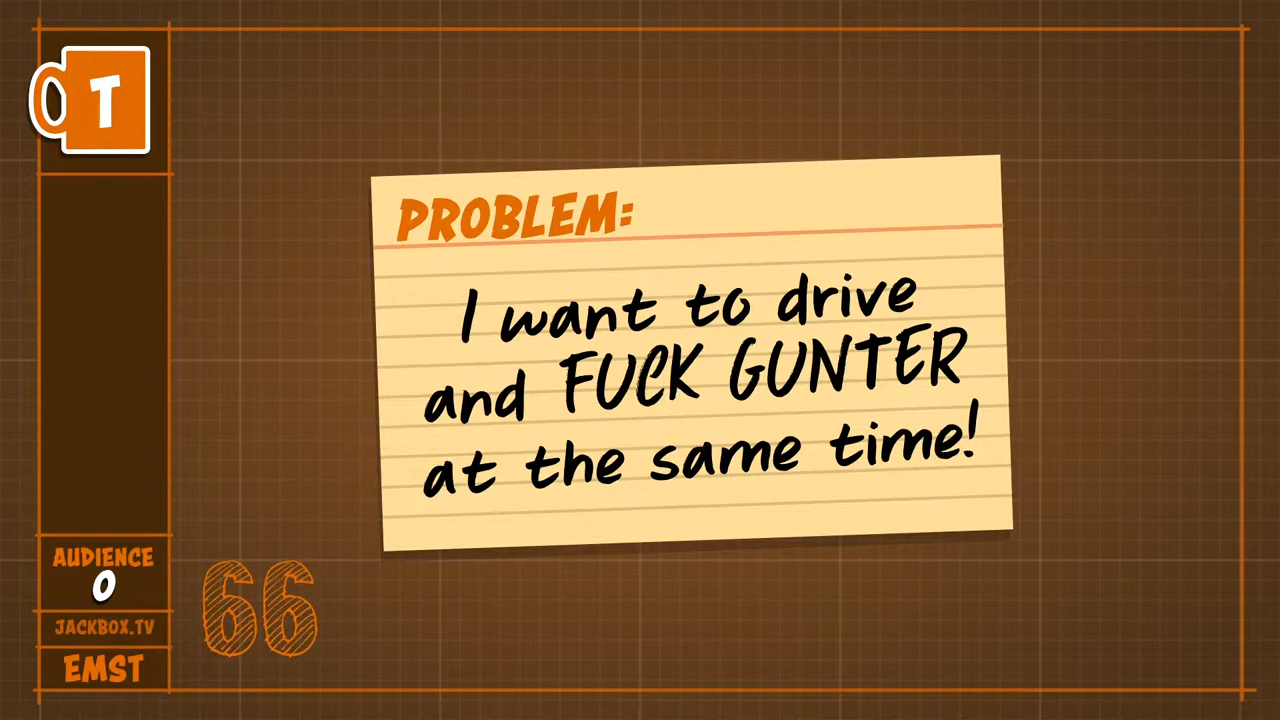 T
PROBLEM:
I want to drive
and FUCK GUNTER
at the same time!
AUDIENCE
0
JACKBOX.TV
EMST
66